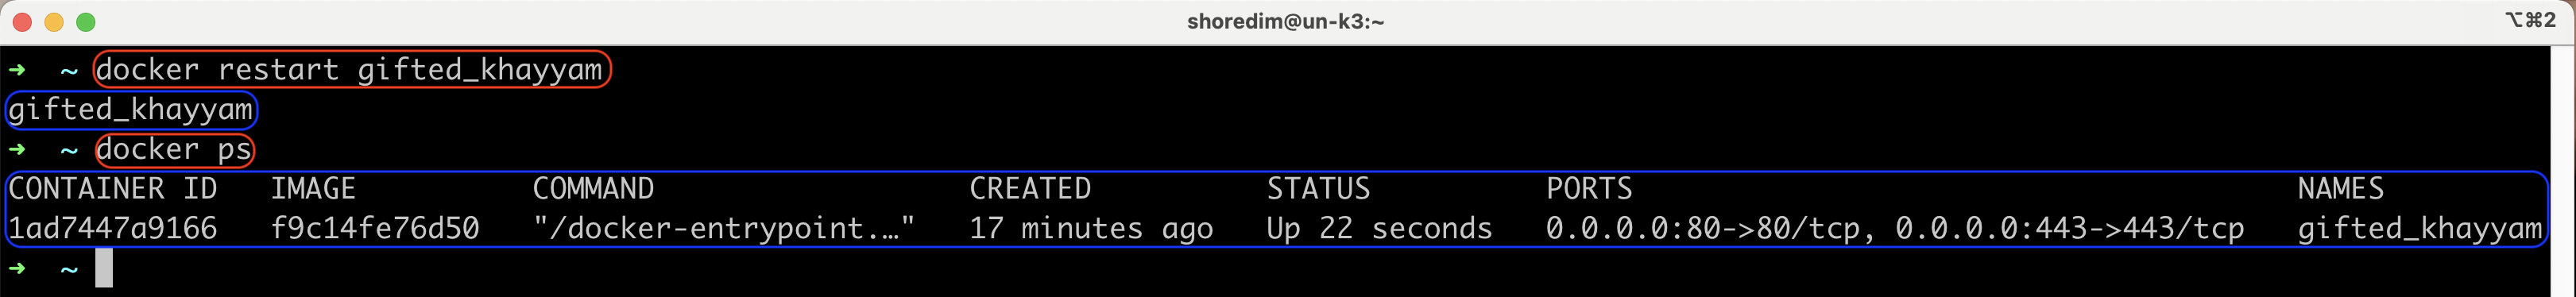 shoredim@un-k3:~
⌥⌘2
➜ ~ docker restart gifted_khayyam
gifted_khayyam
➜ ~ docker ps
CONTAINER ID IMAGE COMMAND CREATED STATUS PORTS NAMES
1ad7447a9166 f9c14fe76d50 "/docker-entrypoint.…" 17 minutes ago Up 22 seconds 0.0.0.0:80->80/tcp, 0.0.0.0:443->443/tcp gifted_khayyam
➜ ~